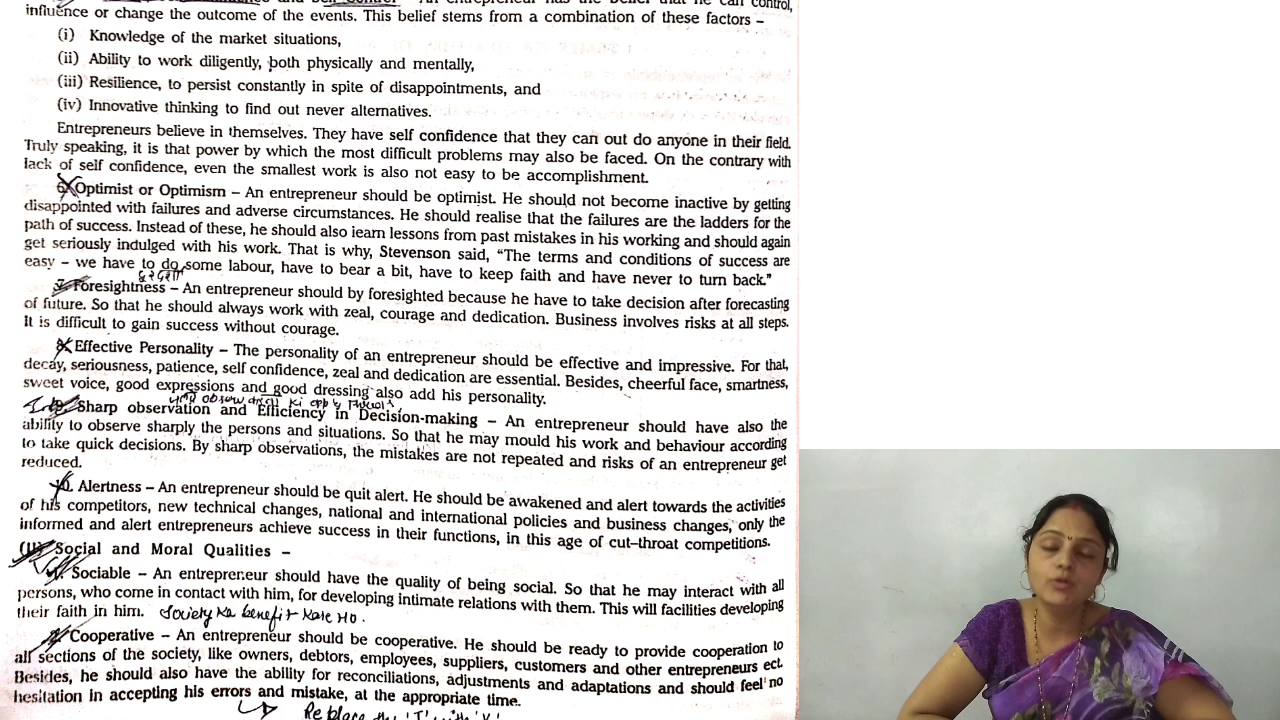 and Self Control – An entrepreneur has the belief that he can control,
influence or change the outcome of the events. This belief stems from a combination of these factors –
(i) Knowledge of the market situations,
(ii) Ability to work diligently, both physically and mentally,
(iii) Resilience, to persist constantly in spite of disappointments, and
(iv) Innovative thinking to find out never alternatives.
Entrepreneurs believe in themselves. They have self confidence that they can out do anyone in their field.
Truly speaking, it is that power by which the most difficult problems may also be faced. On the contrary with
lack of self confidence, even the smallest work is also not easy to be accomplishment.
6. Optimist or Optimism – An entrepreneur should be optimist. He should not become inactive by getting
disappointed with failures and adverse circumstances. He should realise that the failures are the ladders for the
path of success. Instead of these, he should also learn lessons from past mistakes in his working and should again
get seriously indulged with his work. That is why, Stevenson said, “The terms and conditions of success are
easy – we have to do some labour, have to bear a bit, have to keep faith and have never to turn back.”
7. Foresightness – An entrepreneur should by foresighted because he have to take decision after forecasting
of future. So that he should always work with zeal, courage and dedication. Business involves risks at all steps.
It is difficult to gain success without courage.
8. Effective Personality – The personality of an entrepreneur should be effective and impressive. For that,
decay, seriousness, patience, self confidence, zeal and dedication are essential. Besides, cheerful face, smartness,
sweet voice, good expressions and good dressing also add his personality.
observ
9. Sharp observation and Efficiency in Decision-making – An entrepreneur should have also the
ability to observe sharply the persons and situations. So that he may mould his work and behaviour according
to take quick decisions. By sharp observations, the mistakes are not repeated and risks of an entrepreneur get
reduced.
10. Alertness – An entrepreneur should be quit alert. He should be awakened and alert towards the activities
of his competitors, new technical changes, national and international policies and business changes, only the
informed and alert entrepreneurs achieve success in their functions, in this age of cut–throat competitions.
Social and Moral Qualities –
1. Sociable – An entrepreneur should have the quality of being social. So that he may interact with all
persons, who come in contact with him, for developing intimate relations with them. This will facilities developing
their faith in him. Society ka benefit kare Ho.
2. Cooperative – An entrepreneur should be cooperative. He should be ready to provide cooperation to
all sections of the society, like owners, debtors, employees, suppliers, customers and other entrepreneurs ect.
Besides, he should also have the ability for reconciliations, adjustments and adaptations and should feel no
hesitation in accepting his errors and mistake, at the appropriate time.
Replace the 'I' with